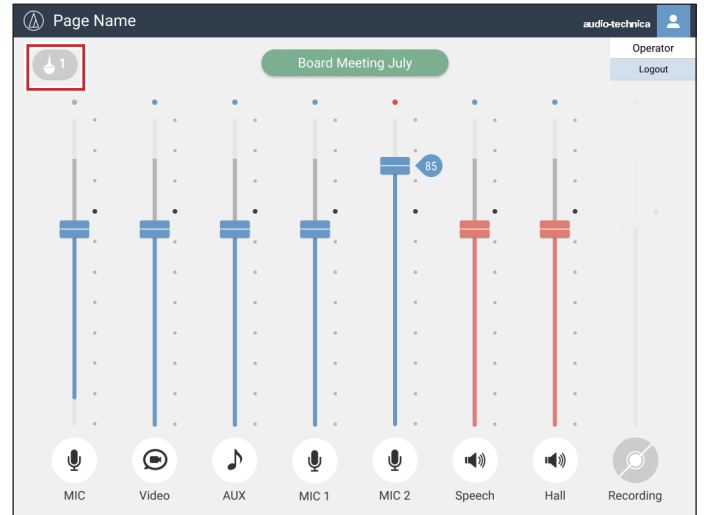 Page Name
audio-technica
Operator
Logout
1
Board Meeting July
85
MIC
Video
AUX
MIC 1
MIC 2
Speech
Hall
Recording